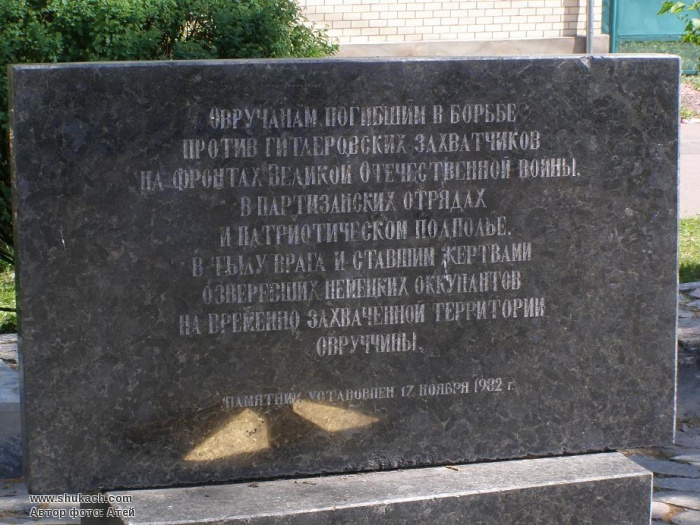 ОВРУЧАНАМ ПОГИБШИМ В БОРЬБЕ
ПРОТИВ ГИТЛЕРОВСКИХ ЗАХВАТЧИКОВ
НА ФРОНТАХ ВЕЛИКОЙ ОТЕЧЕСТВЕННОЙ ВОЙНЫ,
В ПАРТИЗАНСКИХ ОТРЯДАХ
И ПАТРИОТИЧЕСКОМ ПОДПОЛЬЕ,
В ТЫЛУ ВРАГА И СТАВШИМ ЖЕРТВАМИ
ОЗВЕРЕВШИХ НЕМЕЦКИХ ОККУПАНТОВ
НА ВРЕМЕННО ЗАХВАЧЕННОЙ ТЕРРИТОРИИ
ОВРУЧЧИНЫ.
ПАМЯТНИК УСТАНОВЛЕН 17 НОЯБРЯ 1982 г.
www.shukach.com
Автор фото: Атей